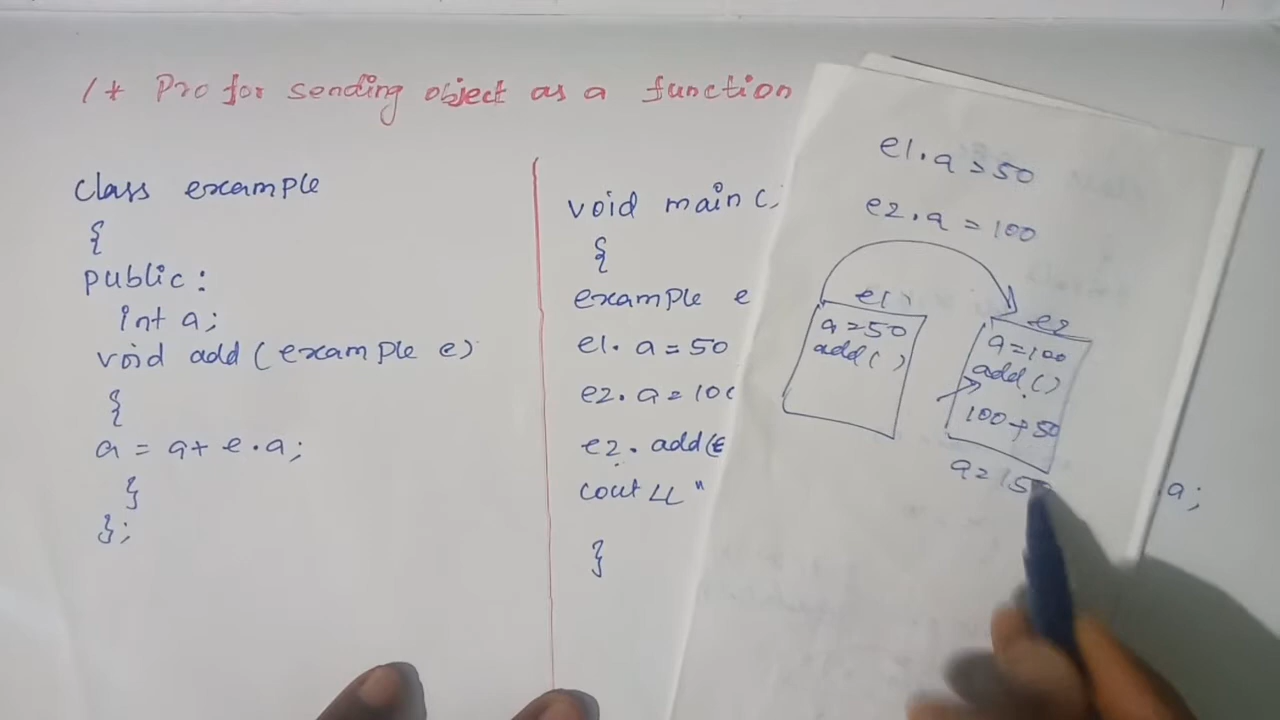 /* Pro for sending object as a function
class example
{
public:
int a;
void add (example e)
{
a = a + e.a;
}
};
void main (
{
example e
e1. a = 50
e2. a = 10
e2. add(
cout << "
a;
}
e1.a = 50
e2.a = 100
e1
a=50
add()
e2
a=100
add()
100+50
a=15